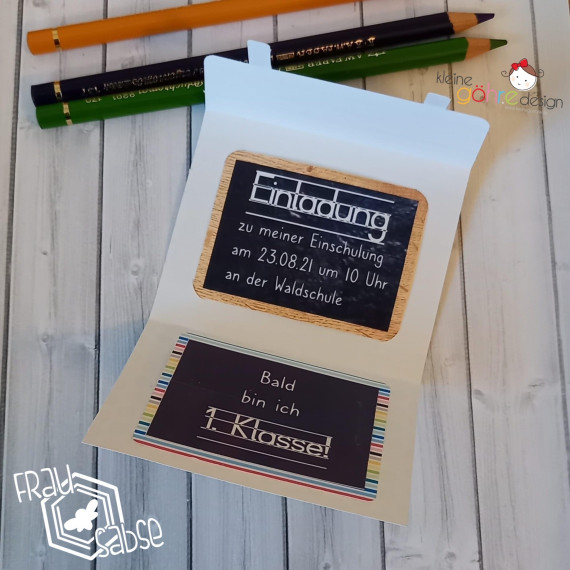 kleine
göhre design
Einladung
zu meiner Einschulung
am 23.08.21 um 10 Uhr
an der Waldschule
Bald
bin ich
1. Klasse!
FRau
Sabse